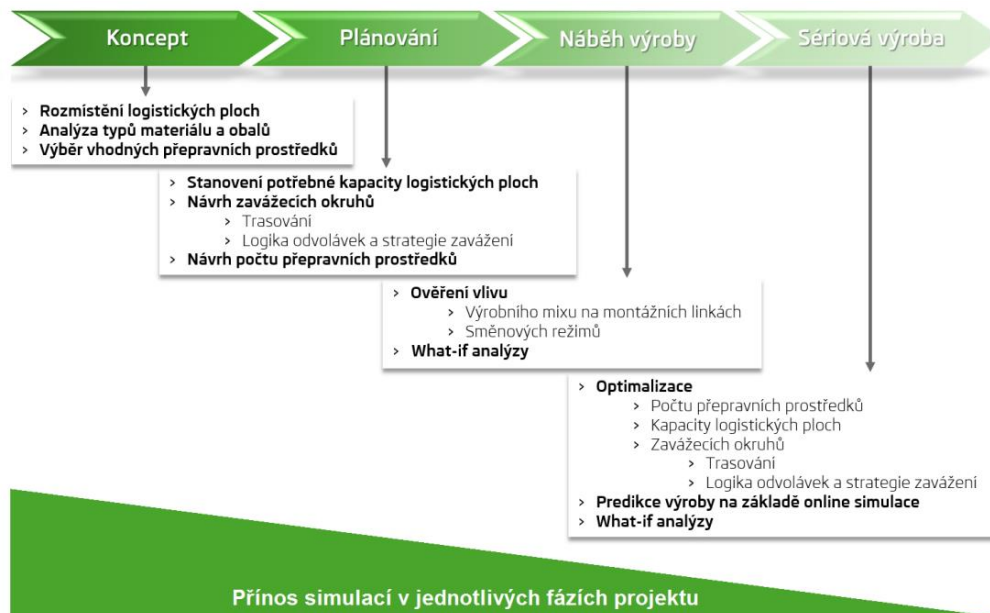 Koncept
Plánování
Náběh výroby
Sériová výroba
> Rozmístění logistických ploch
> Analýza typů materiálu a obalů
> Výběr vhodných přepravních prostředků
> Stanovení potřebné kapacity logistických ploch
> Návrh zavážecích okruhů
> Trasování
> Logika odvolávek a strategie zavážení
> Návrh počtu přepravních prostředků
> Ověření vlivu
> Výrobního mixu na montážních linkách
> Směnových režimů
> What-if analýzy
> Optimalizace
> Počtu přepravních prostředků
> Kapacity logistických ploch
> Zavážecích okruhů
> Trasování
> Logika odvolávek a strategie zavážení
> Predikce výroby na základě online simulace
> What-if analýzy
Přínos simulací v jednotlivých fázích projektu